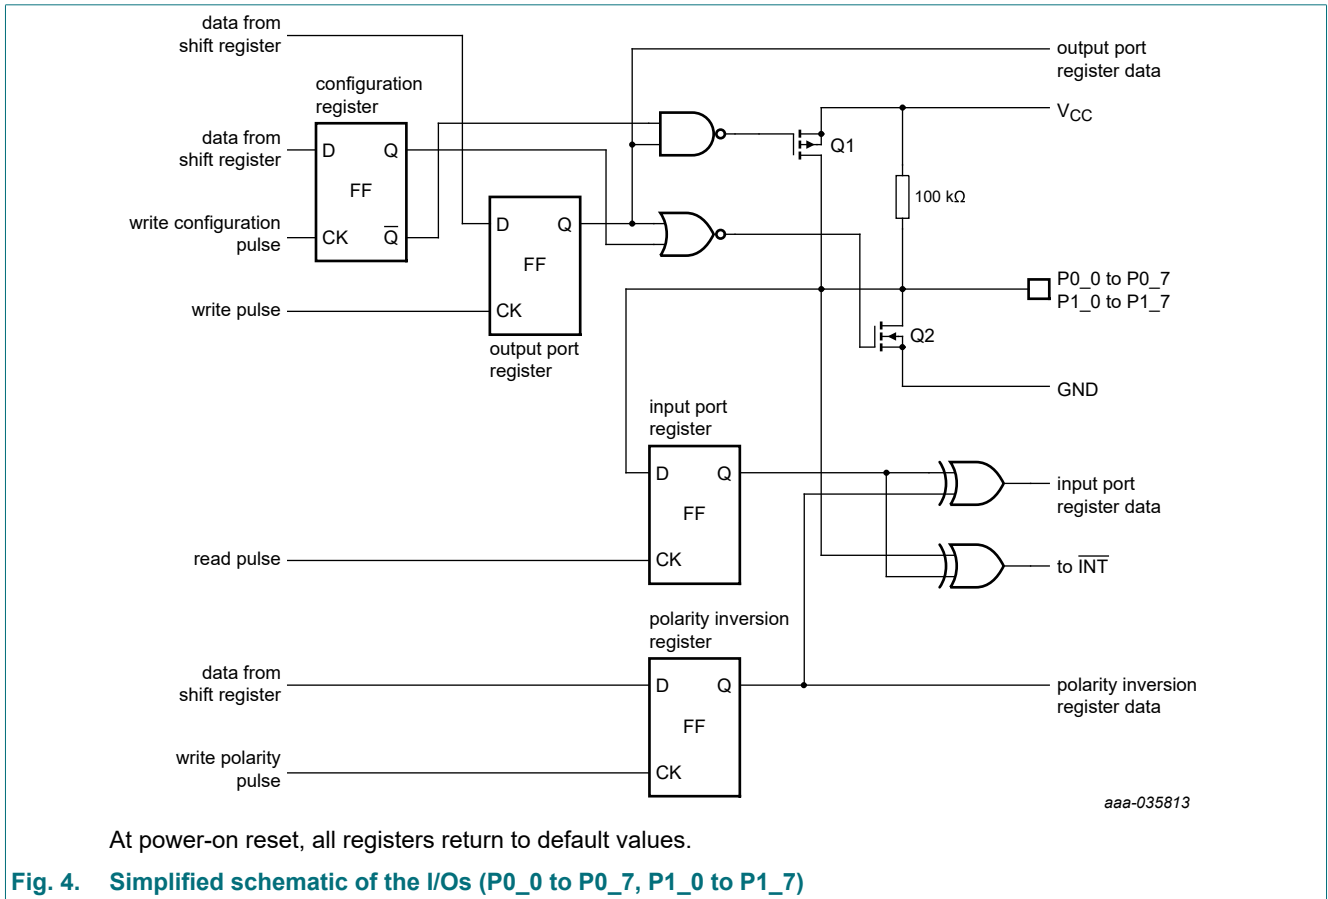 data from
shift register
output port
register data
configuration
register
VCC
data from
shift register
D
Q
Q1
FF
100 kΩ
write configuration
pulse
CK
Q
D
Q
FF
P0_0 to P0_7
P1_0 to P1_7
write pulse
CK
Q2
output port
register
GND
input port
register
D
Q
input port
register data
FF
read pulse
CK
to INT
polarity inversion
register
data from
shift register
D
Q
polarity inversion
register data
FF
write polarity
pulse
CK
aaa-035813
At power-on reset, all registers return to default values.
Fig. 4. Simplified schematic of the I/Os (P0_0 to P0_7, P1_0 to P1_7)